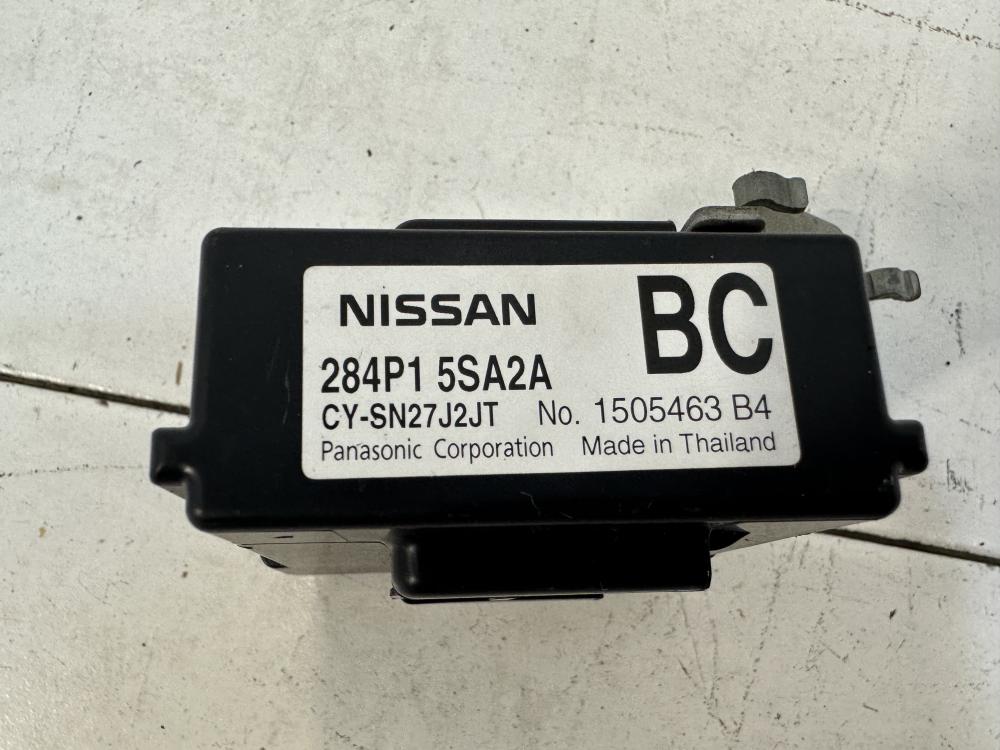 NISSAN
BC
284P1 5SA2A
CY-SN27J2JT No. 1505463 B4
Panasonic Corporation Made in Thailand